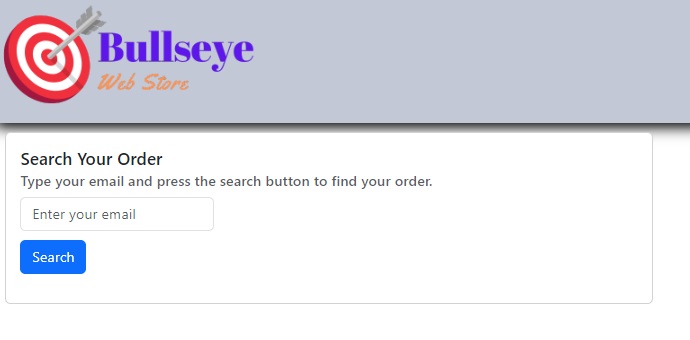 Bullseye
Web Store
Search Your Order
Type your email and press the search button to find your order.
Enter your email
Search